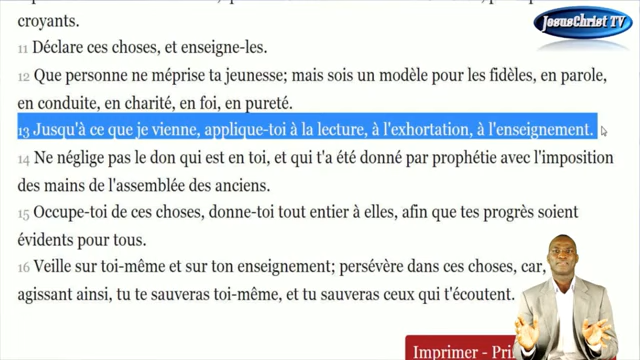 JesusChrist TV
croyants.
11 Déclare ces choses, et enseigne-les.
12 Que personne ne méprise ta jeunesse; mais sois un modèle pour les fidèles, en parole,
en conduite, en charité, en foi, en pureté.
13 Jusqu'à ce que je vienne, applique-toi à la lecture, à l'exhortation, à l'enseignement.
14 Ne néglige pas le don qui est en toi, et qui t'a été donné par prophétie avec l'imposition
des mains de l'assemblée des anciens.
15 Occupe-toi de ces choses, donne-toi tout entier à elles, afin que tes progrès soient
évidents pour tous.
16 Veille sur toi-même et sur ton enseignement; persévère dans ces choses, car,
agissant ainsi, tu te sauveras toi-même, et tu sauveras ceux qui t'écoutent.
Imprimer - Pri